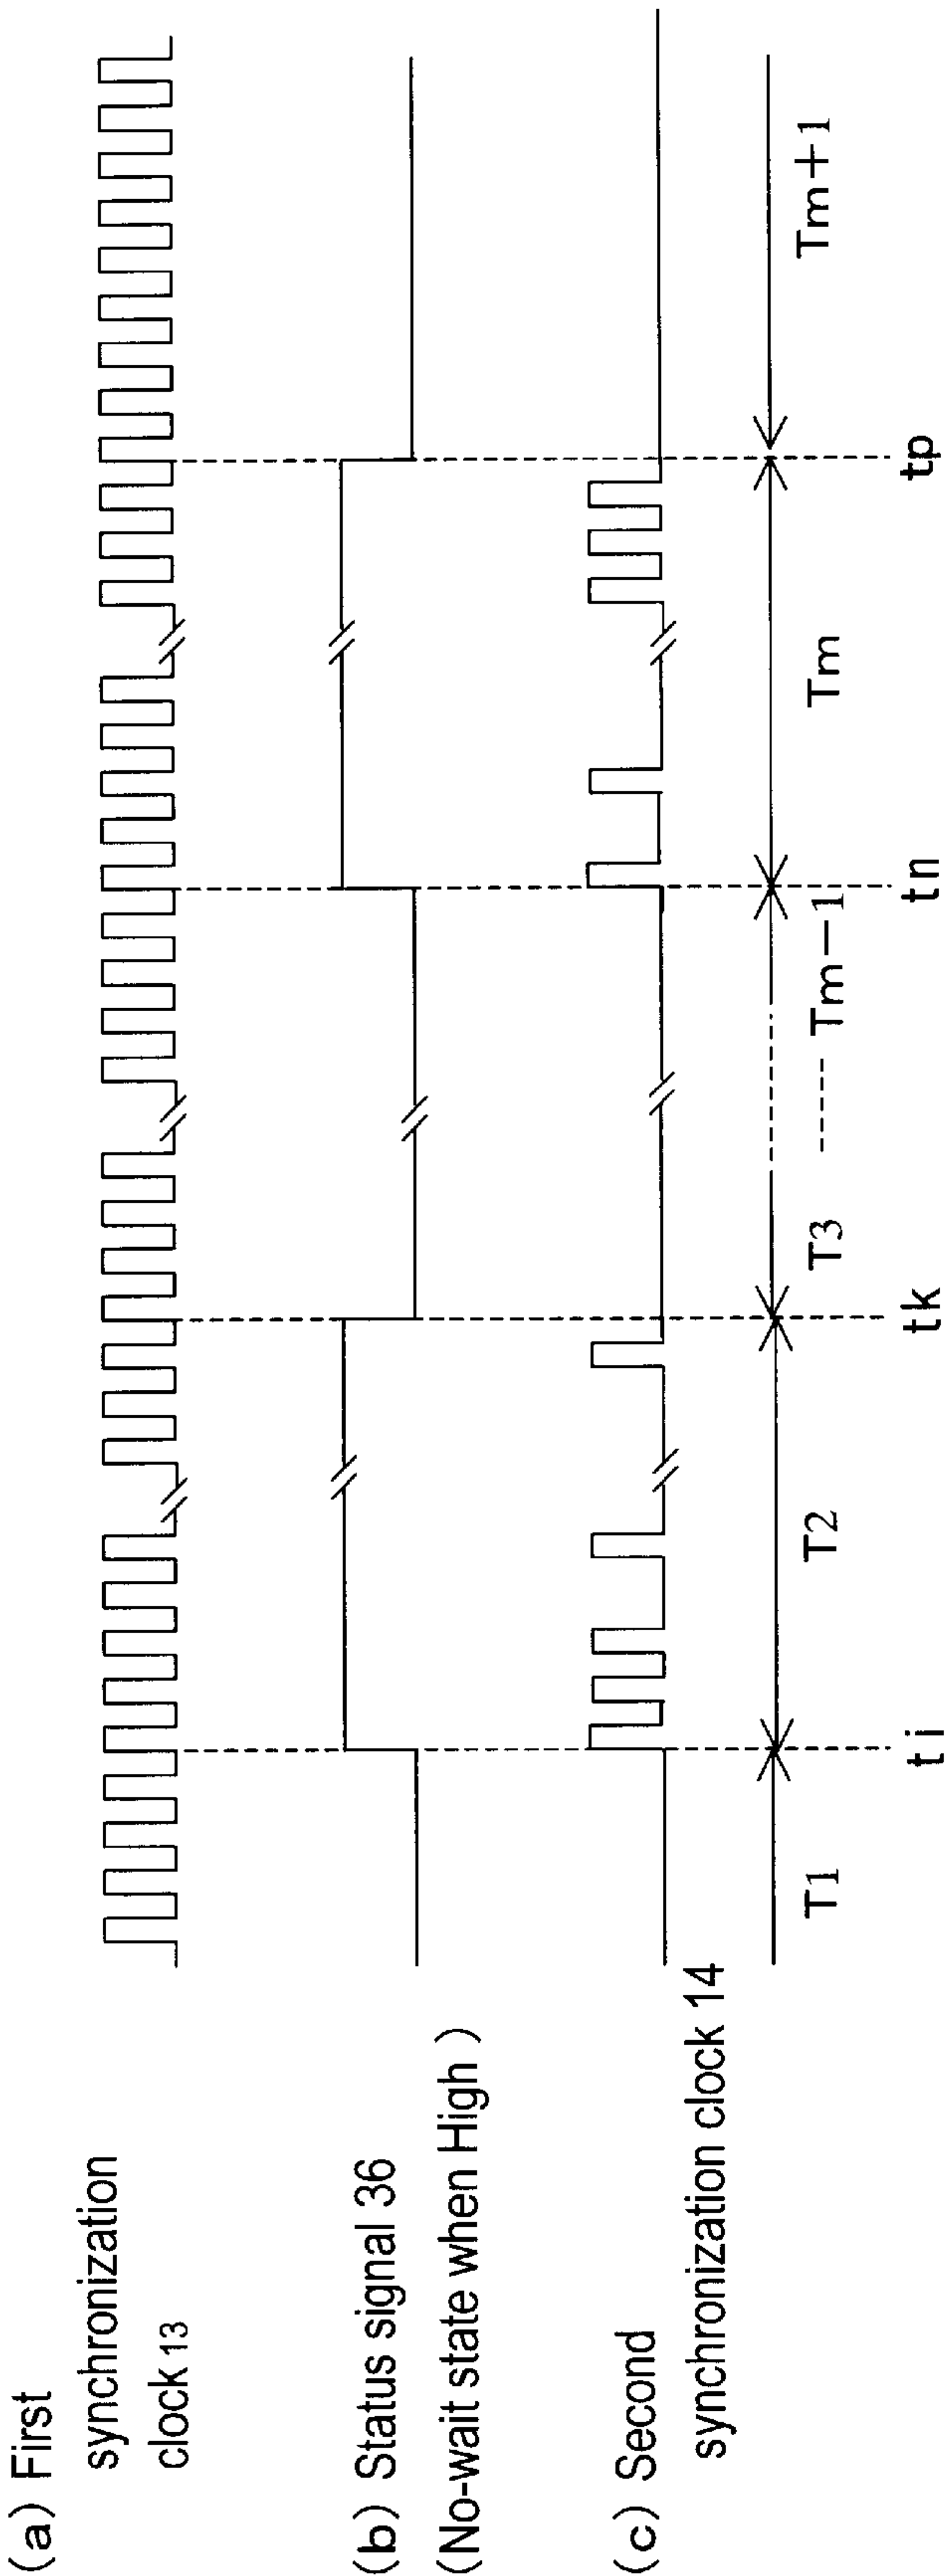 (a) First
synchronization
clock 13
(b) Status signal 36
(No-wait state when High )
(c) Second
synchronization clock 14
T1 T2 T3 ----- Tm−1 Tm Tm+1
ti tk tn tp